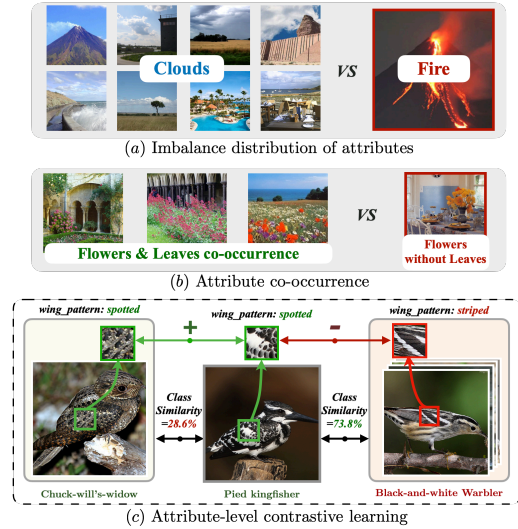 Clouds
VS
Fire
(a) Imbalance distribution of attributes
Flowers & Leaves co-occurrence
VS
Flowers
without Leaves
(b) Attribute co-occurrence
wing_pattern: spotted
wing_pattern: spotted
wing_pattern: striped
+
−
Class
Similarity
=28.6%
Class
Similarity
=73.8%
Chuck-will's-widow
Pied kingfisher
Black-and-white Warbler
(c) Attribute-level contrastive learning